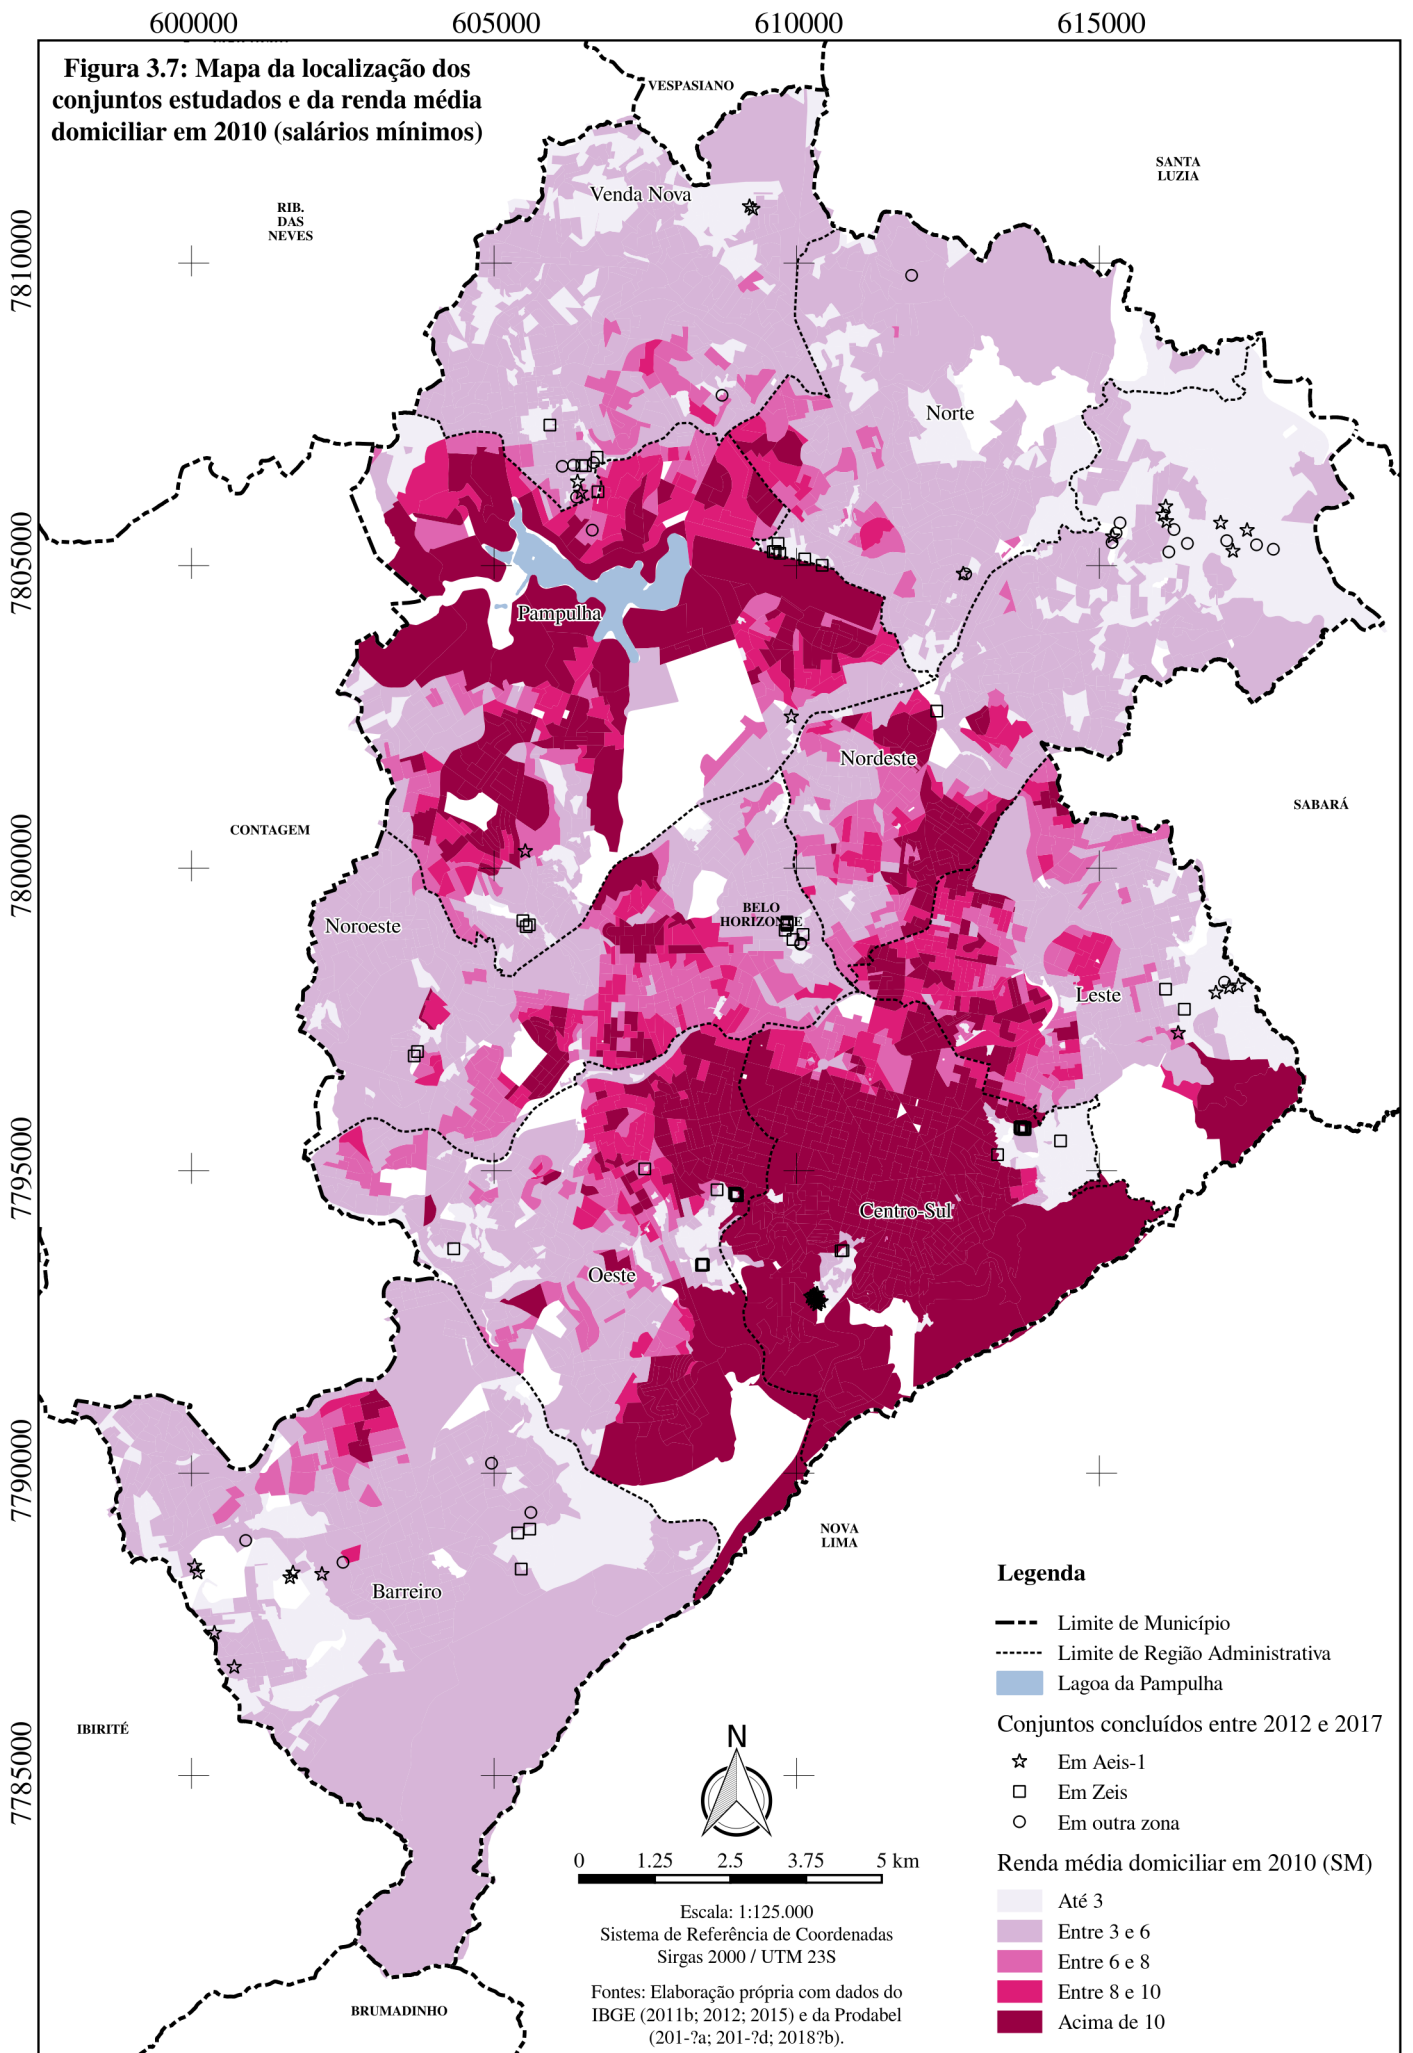 600000
605000
610000
615000
Figura 3.7: Mapa da localização dos
conjuntos estudados e da renda média
domiciliar em 2010 (salários mínimos)
VESPASIANO
SANTA
LUZIA
RIB.
DAS
NEVES
Venda Nova
7810000
Norte
7805000
Pampulha
Nordeste
SABARÁ
CONTAGEM
7800000
BELO
HORIZONTE
Noroeste
Leste
7795000
Centro-Sul
Oeste
7790000
NOVA
LIMA
Barreiro
IBIRITÉ
7785000
BRUMADINHO
N
0 1.25 2.5 3.75 5 km
Escala: 1:125.000
Sistema de Referência de Coordenadas
Sirgas 2000 / UTM 23S
Fontes: Elaboração própria com dados do
IBGE (2011b; 2012; 2015) e da Prodabel
(201-?a; 201-?d; 2018?b).
Legenda
Limite de Município
Limite de Região Administrativa
Lagoa da Pampulha
Conjuntos concluídos entre 2012 e 2017
Em Aeis-1
Em Zeis
Em outra zona
Renda média domiciliar em 2010 (SM)
Até 3
Entre 3 e 6
Entre 6 e 8
Entre 8 e 10
Acima de 10